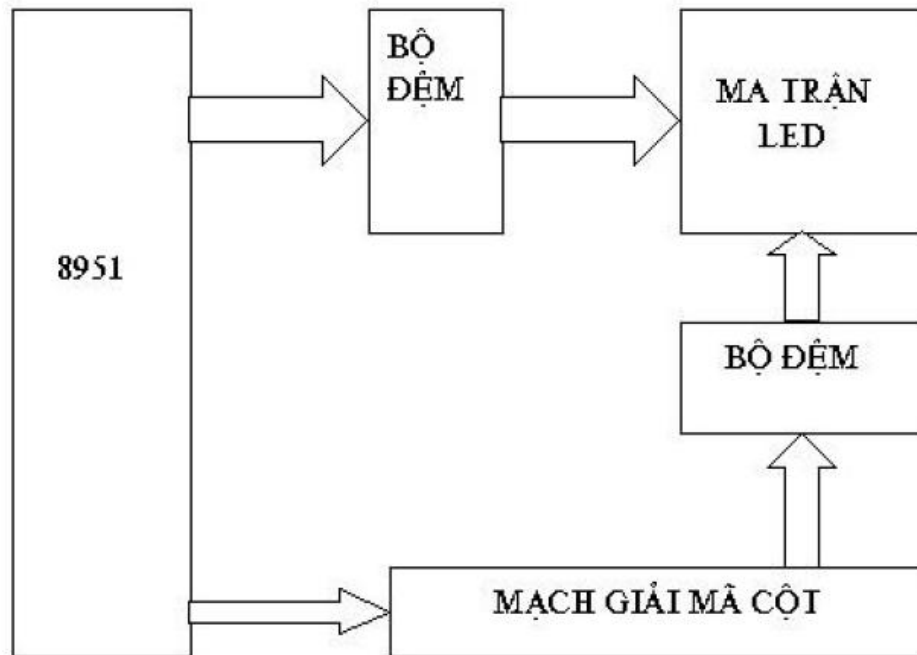 BỘ
ĐỆM
MA TRẬN
LED
8951
BỘ ĐỆM
MẠCH GIẢI MÃ CỘT